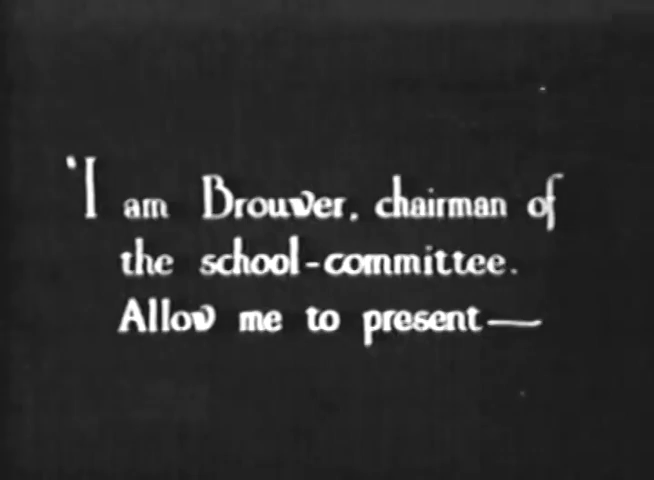 'I am Brouwer, chairman of
the school-committee.
Allow me to present—